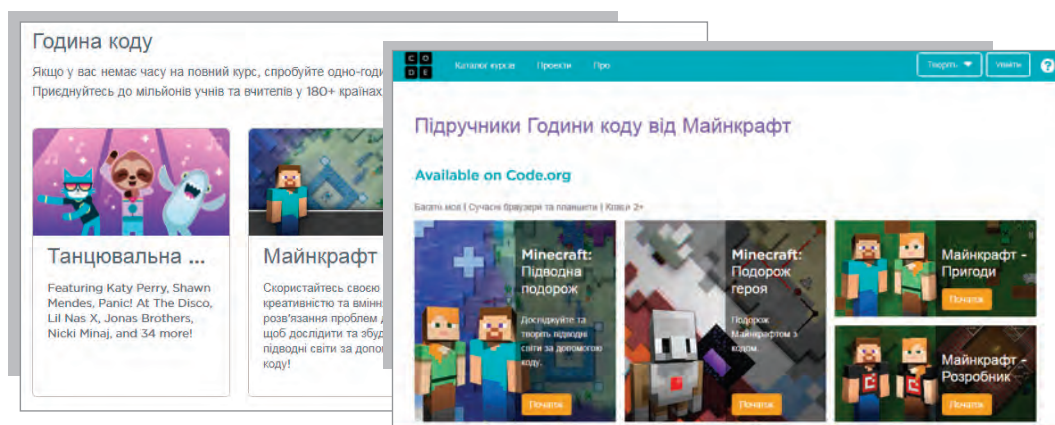 Година коду
Якщо у вас немає часу на повний курс, спробуйте одно-годи
Приєднуйтесь до мільйонів учнів та вчителів у 180+ країнах
Танцювальна ...
Featuring Katy Perry, Shawn
Mendes, Panic! At The Disco,
Lil Nas X, Jonas Brothers,
Nicki Minaj, and 34 more!
Майнкрафт
Скористайтесь своєю
креативністю та вмінн
розв'язання проблем д
щоб дослідити та збуд
підводні світи за допо
коду!
C O
D E
Каталог курсів Проекти Про
Творіть Увійти ?
Підручники Години коду від Майнкрафт
Available on Code.org
Багато мов | Сучасні браузери та планшети | Класи 2+
Minecraft:
Підводна
подорож
Досліджуйте та
творіть підводні
світи за допомогою
коду.
Початок
Minecraft:
Подорож
героя
Подорож
Майнкрафтом з
кодом.
Початок
Майнкрафт -
Пригоди
Початок
Майнкрафт -
Розробник
Початок